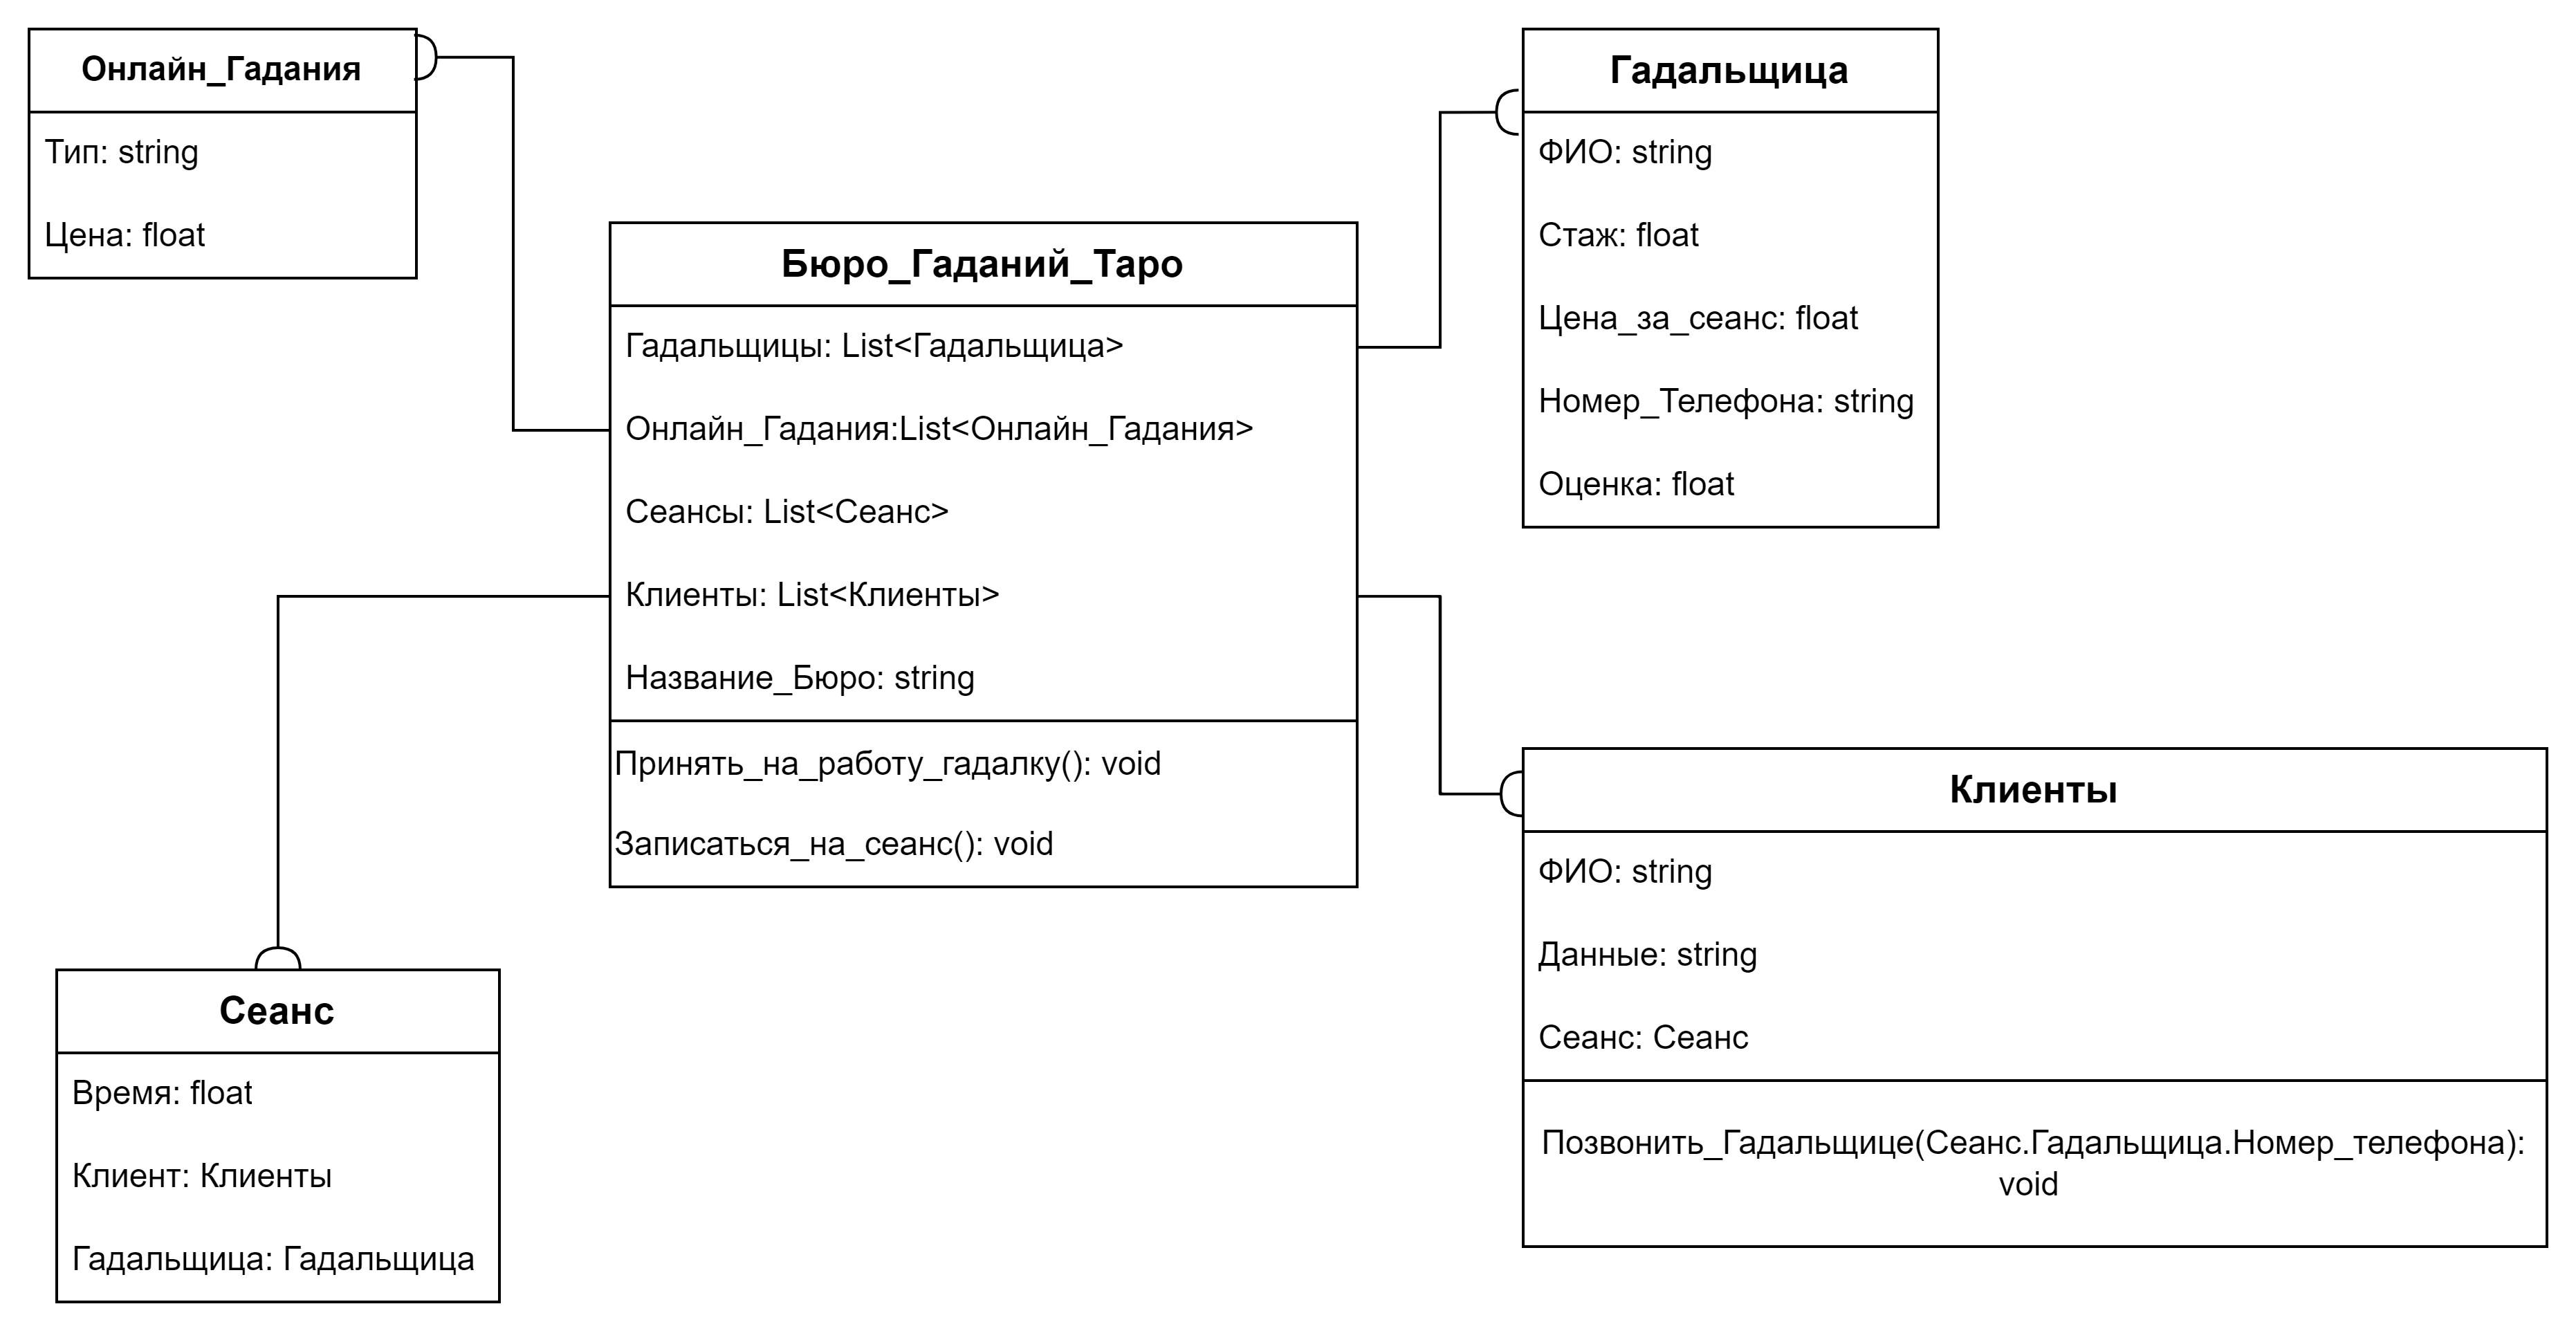 Онлайн_Гадания
Тип: string
Цена: float
Бюро_Гаданий_Таро
Гадальщицы: List<Гадальщица>
Онлайн_Гадания:List<Онлайн_Гадания>
Сеансы: List<Сеанс>
Клиенты: List<Клиенты>
Название_Бюро: string
Принять_на_работу_гадалку(): void
Записаться_на_сеанс(): void
Гадальщица
ФИО: string
Стаж: float
Цена_за_сеанс: float
Номер_Телефона: string
Оценка: float
Сеанс
Время: float
Клиент: Клиенты
Гадальщица: Гадальщица
Клиенты
ФИО: string
Данные: string
Сеанс: Сеанс
Позвонить_Гадальщице(Сеанс.Гадальщица.Номер_телефона):
void